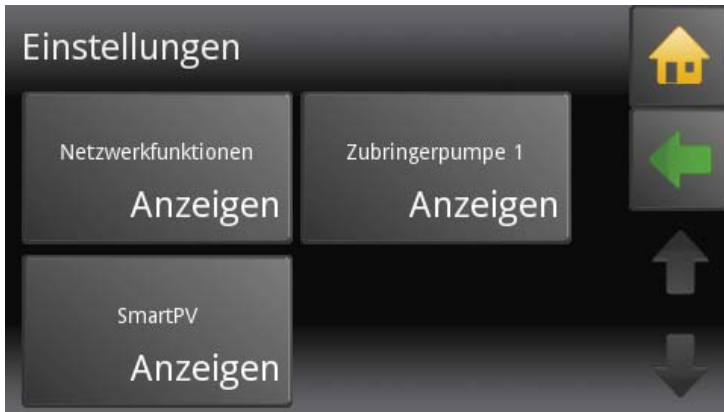 Einstellungen
Netzwerkfunktionen
Anzeigen
Zubringerpumpe 1
Anzeigen
SmartPV
Anzeigen